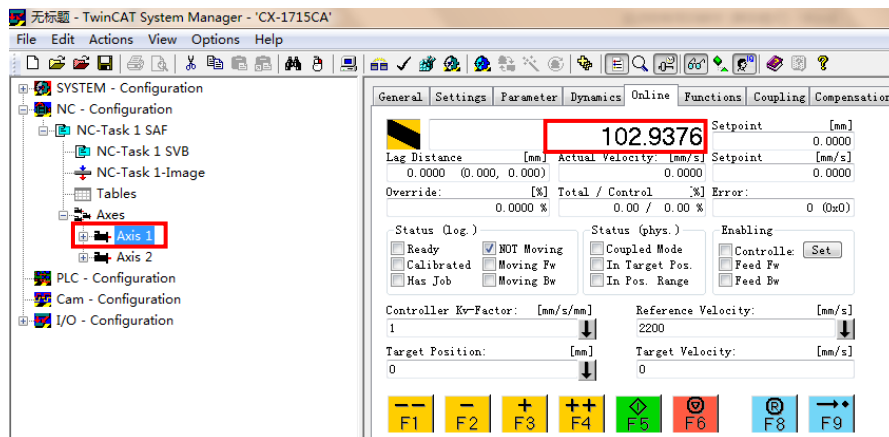 无标题 - TwinCAT System Manager - 'CX-1715CA'
File Edit Actions View Options Help
SYSTEM - Configuration
NC - Configuration
NC-Task 1 SAF
NC-Task 1 SVB
NC-Task 1-Image
Tables
Axes
Axis 1
Axis 2
PLC - Configuration
Cam - Configuration
I/O - Configuration
General Settings Parameter Dynamics Online Functions Coupling Compensation
102.9376 Setpoint [mm]
0.0000
Lag Distance [mm] Actual Velocity: [mm/s] Setpoint [mm/s]
0.0000 (0.000, 0.000) 0.0000 0.0000
Override: [%] Total / Control [%] Error:
0.0000 % 0.00 / 0.00 % 0 (0x0)
Status (log.) Status (phys.) Enabling
Ready NOT Moving Coupled Mode Controlle: Set
Calibrated Moving Fw In Target Pos. Feed Fw
Has Job Moving Bw In Pos. Range Feed Bw
Controller Kv-Factor: [mm/s/mm] Reference Velocity: [mm/s]
1 2200
Target Position: [mm] Target Velocity: [mm/s]
0 0
-- - + ++ R
F1 F2 F3 F4 F5 F6 F8 F9